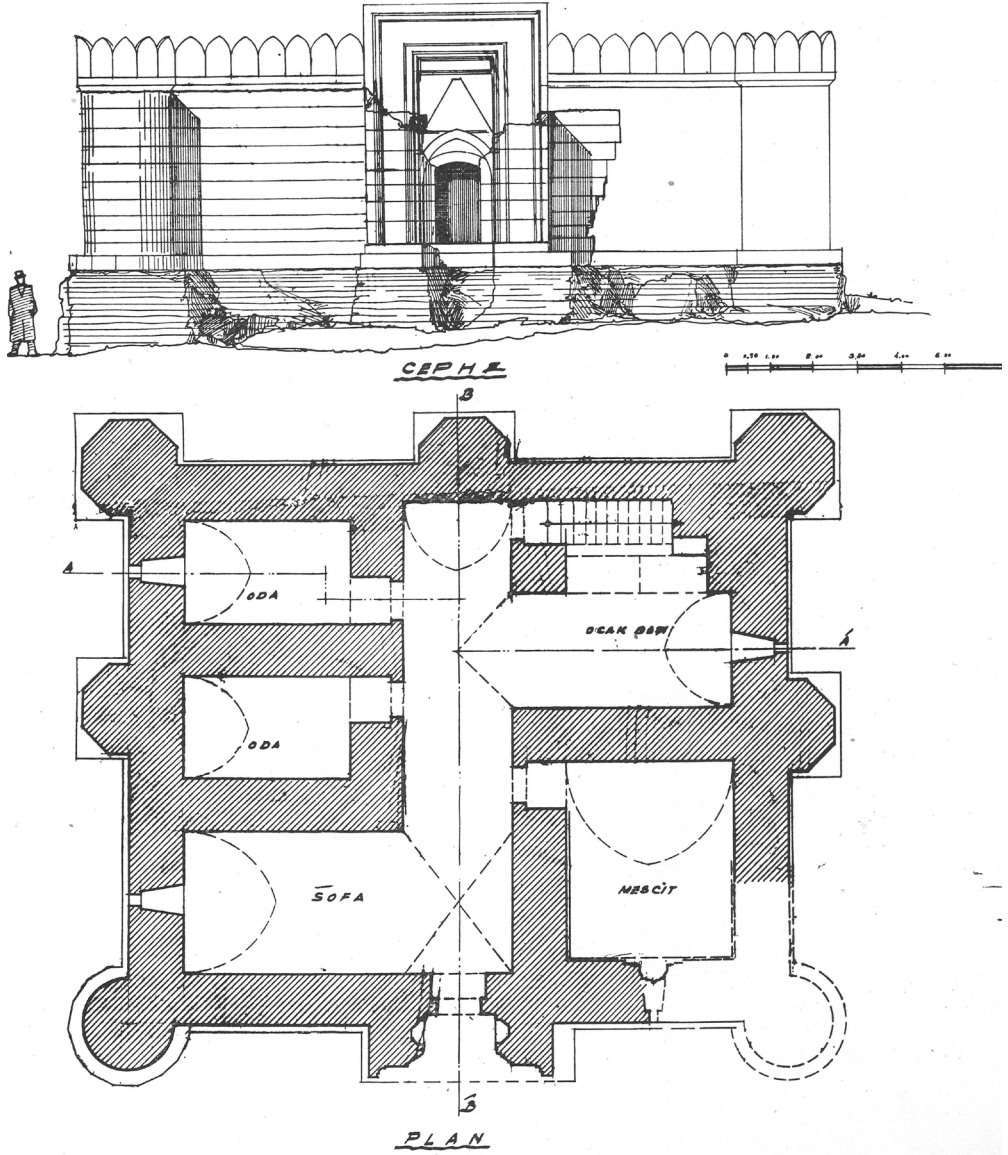 CEPHE
0 0,50 1.00 2.00 3,00 4.00 5.00
B
A
ODA
OCAK BAŞI
Á
ODA
SOFA
MESCİT
B́
PLAN